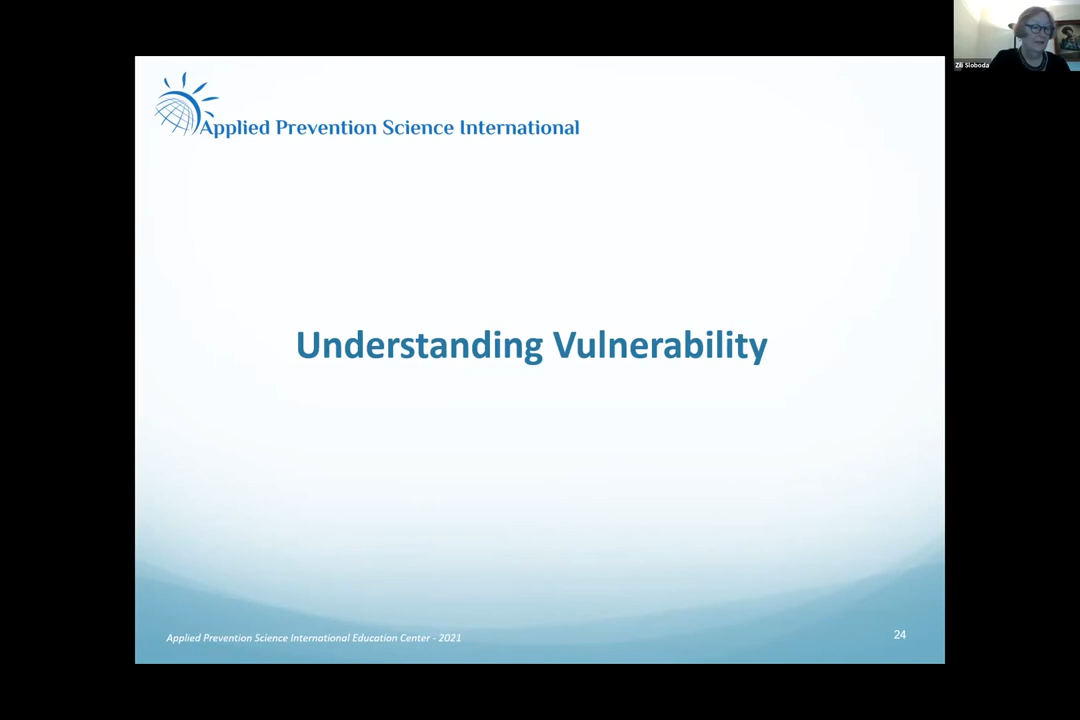 Zili Sloboda
Applied Prevention Science International
Understanding Vulnerability
Applied Prevention Science International Education Center - 2021
24